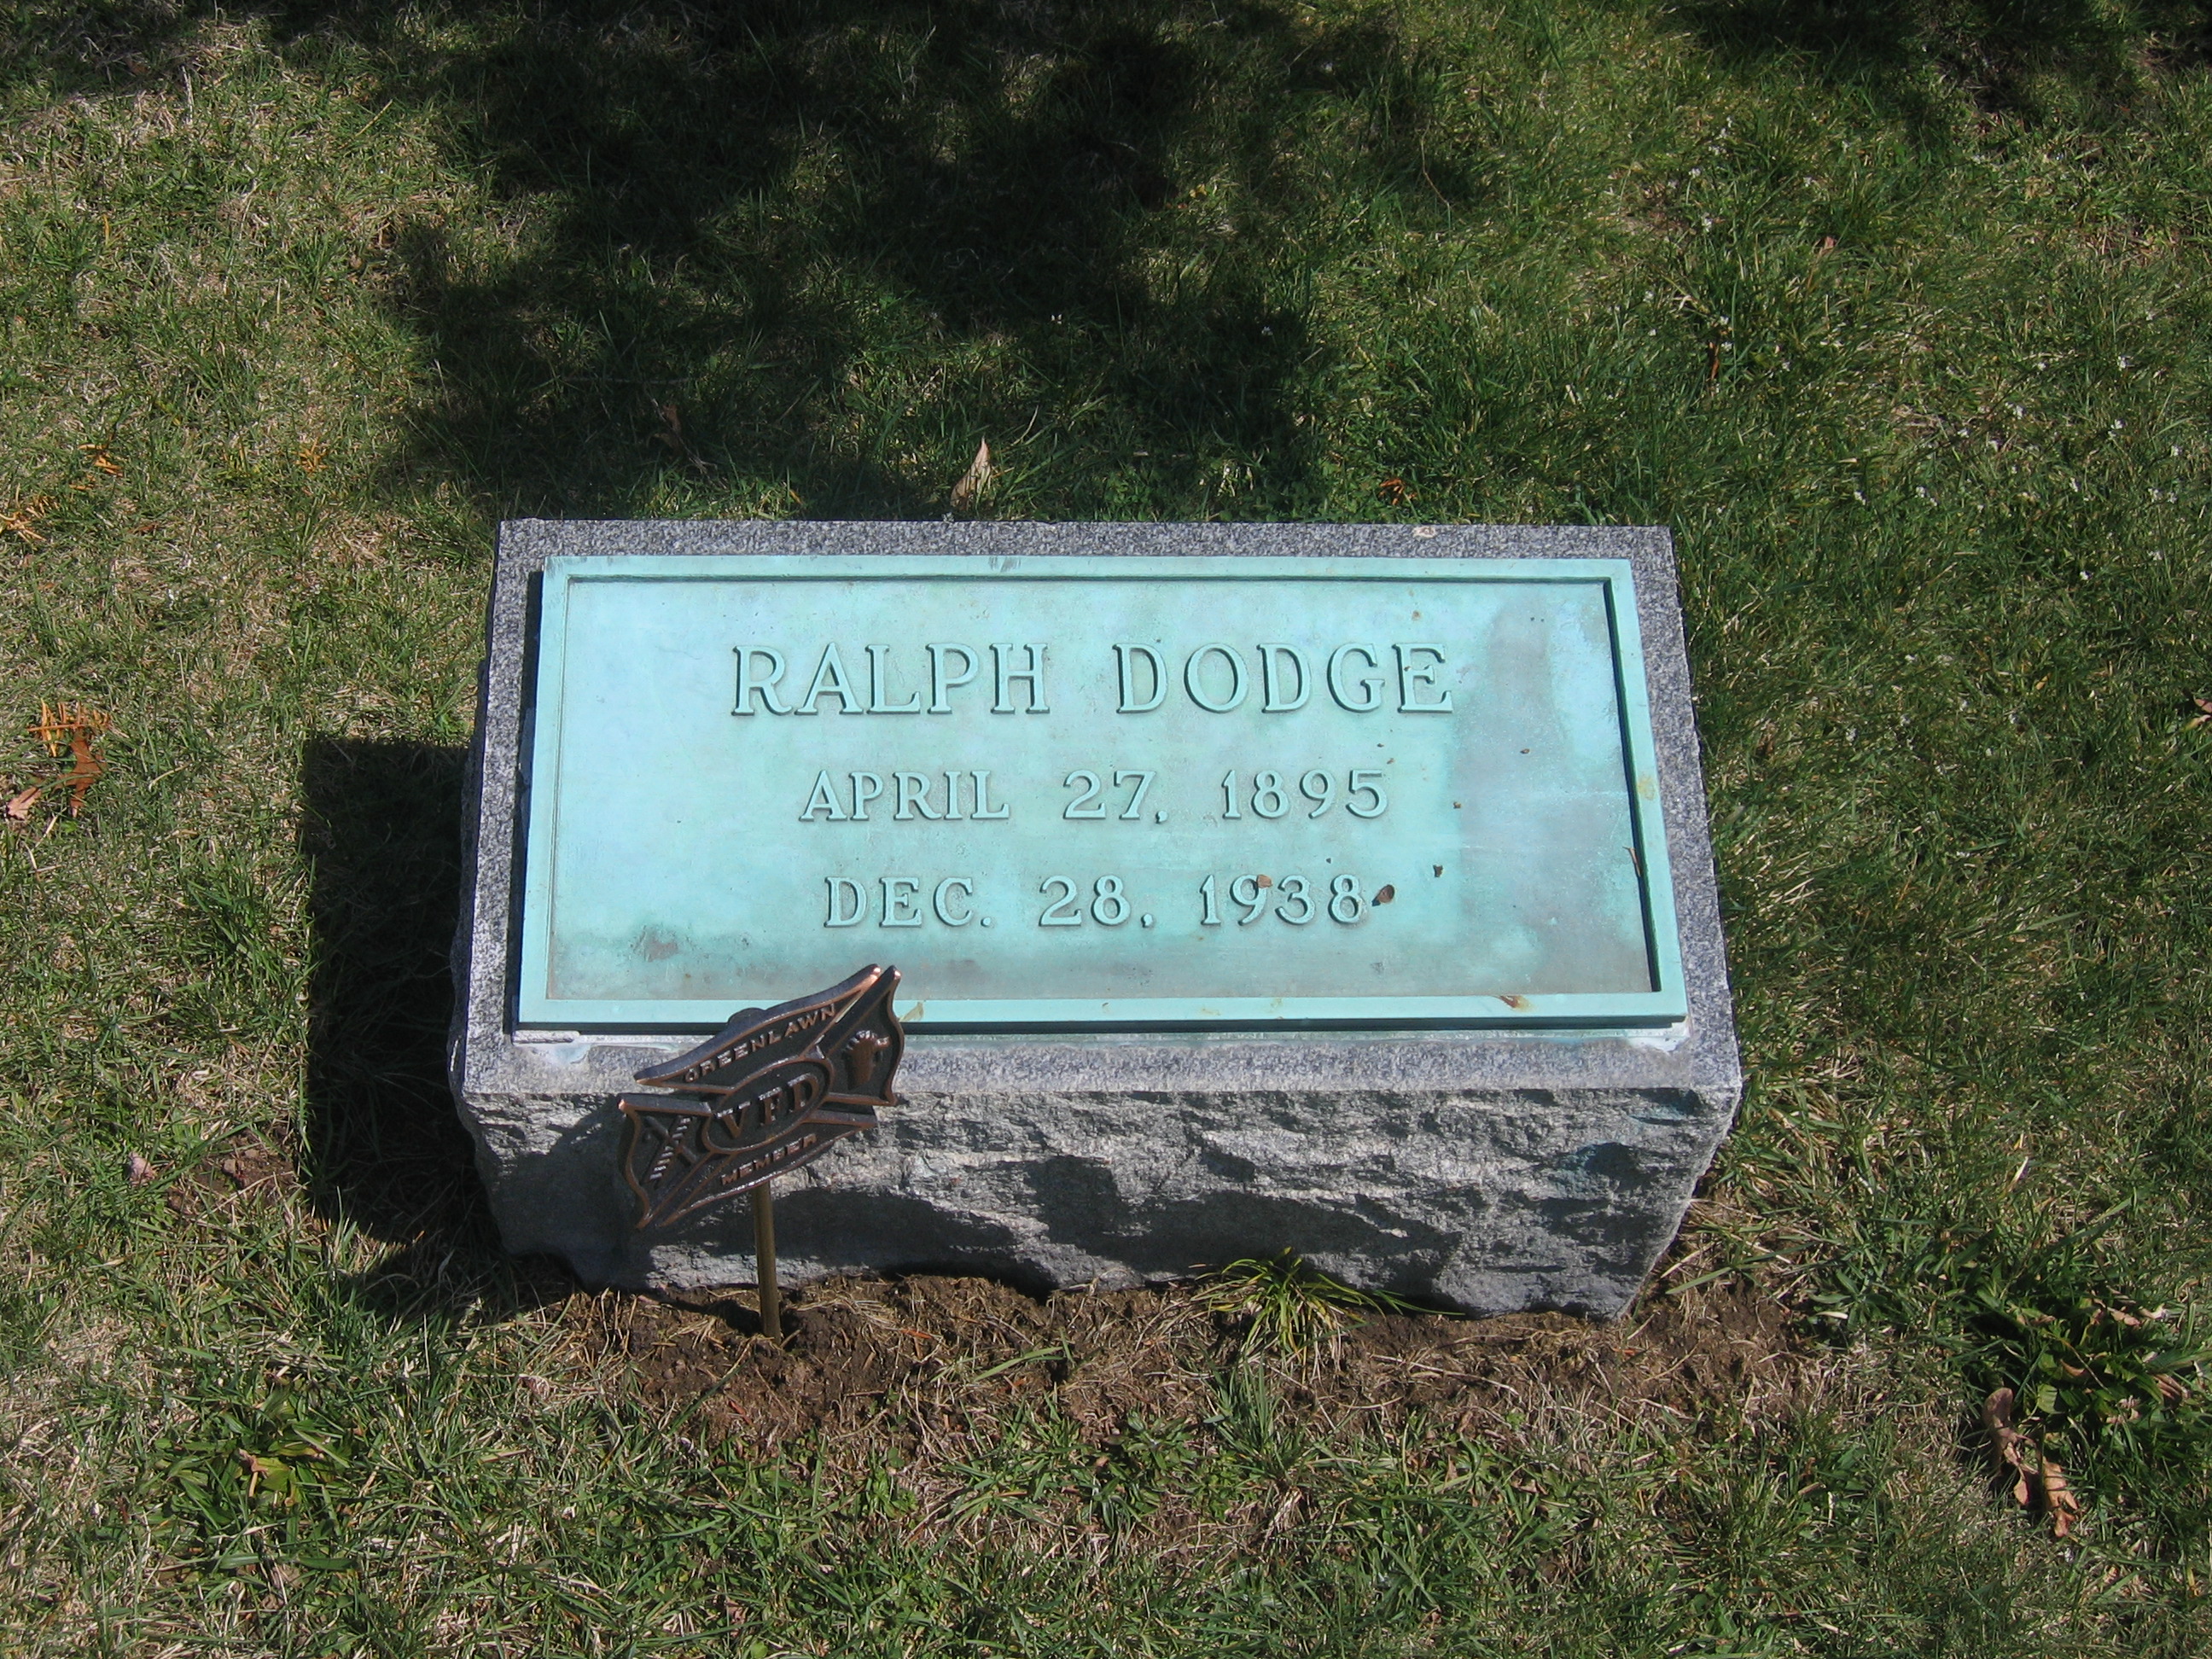 RALPH DODGE
APRIL 27, 1895
DEC. 28, 1938
GREENLAWN
VFD
MEMBER